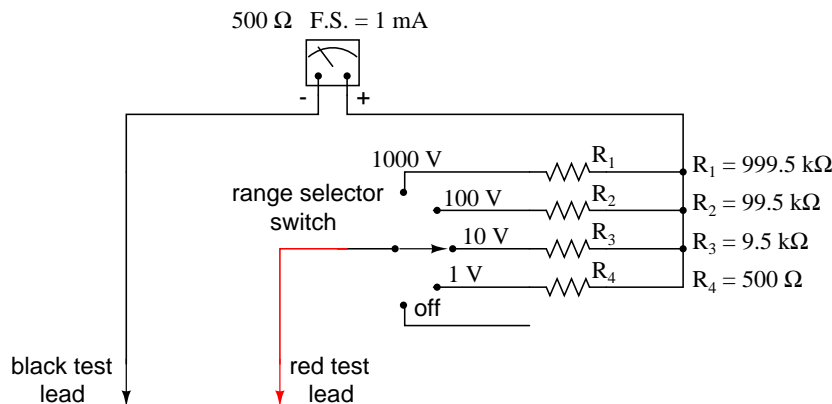 500 Ω F.S. = 1 mA
- +
1000 V R₁ R₁ = 999.5 kΩ
range selector
switch
100 V R₂ R₂ = 99.5 kΩ
10 V R₃ R₃ = 9.5 kΩ
1 V R₄ R₄ = 500 Ω
off
black test
lead
red test
lead